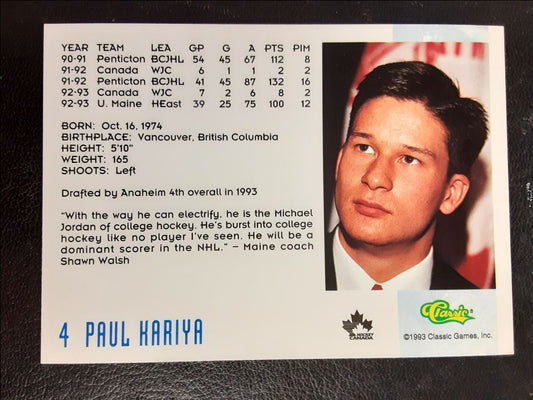 YEAR TEAM LEA GP G A PTS PIM
90-91 Penticton BCJHL 54 45 67 112 8
91-92 Canada WJC 6 1 1 2 2
91-92 Penticton BCJHL 41 45 87 132 16
92-93 Canada WJC 7 2 6 8 2
92-93 U. Maine HEast 39 25 75 100 12
BORN: Oct. 16, 1974
BIRTHPLACE: Vancouver, British Columbia
HEIGHT: 5'10"
WEIGHT: 165
SHOOTS: Left
Drafted by Anaheim 4th overall in 1993
"With the way he can electrify, he is the Michael
Jordan of college hockey. He's burst into college
hockey like no player I've seen. He will be a
dominant scorer in the NHL." – Maine coach
Shawn Walsh
4 PAUL KARIYA
CANADA
Classic
©1993 Classic Games, Inc.